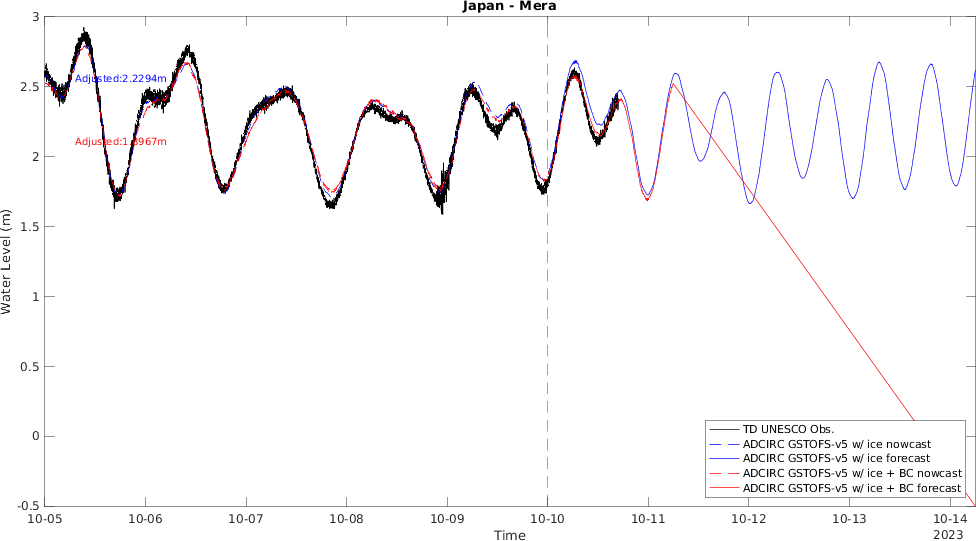 Japan - Mera
3
2.5
2
1.5
1
0.5
0
-0.5
Water Level (m)
Adjusted:2.2294m
TD UNESCO Obs.
ADCIRC GSTOFS-v5 w/ ice nowcast
ADCIRC GSTOFS-v5 w/ ice forecast
ADCIRC GSTOFS-v5 w/ ice + BC nowcast
ADCIRC GSTOFS-v5 w/ ice + BC forecast
10-05 10-06 10-07 10-08 10-09 10-10 10-11 10-12 10-13 10-14
Time
2023